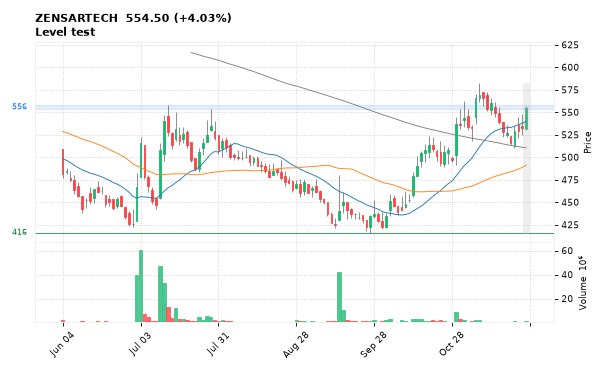 ZENSARTECH 554.50 (+4.03%)
Level test
625
600
575
556
550
525
500
475
450
425
416
Price
60
40
20
Volume 10⁶
Jun 04
Jul 03
Jul 31
Aug 28
Sep 28
Oct 28